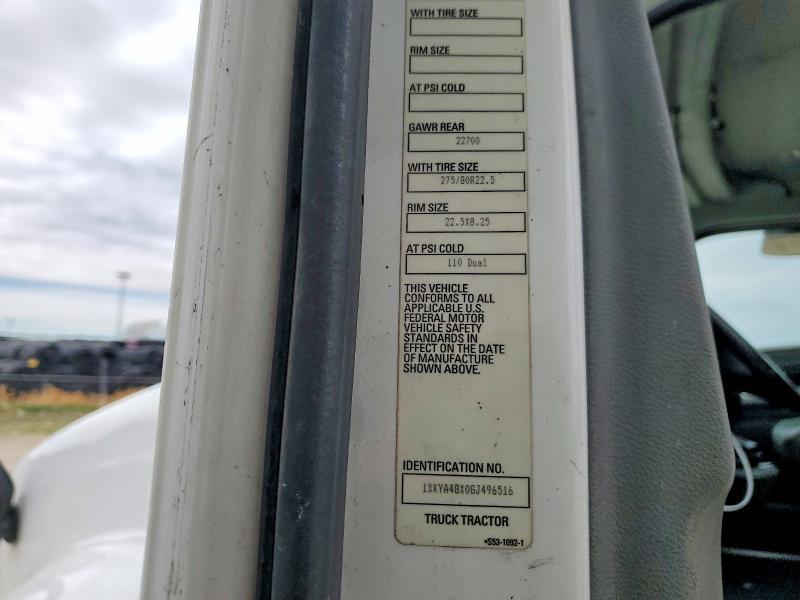 WITH TIRE SIZE
RIM SIZE
AT PSI COLD
GAWR REAR
22700
WITH TIRE SIZE
275/80R22.5
RIM SIZE
22.5X8.25
AT PSI COLD
110 Dual
THIS VEHICLE
CONFORMS TO ALL
APPLICABLE U.S.
FEDERAL MOTOR
VEHICLE SAFETY
STANDARDS IN
EFFECT ON THE DATE
OF MANUFACTURE
SHOWN ABOVE.
IDENTIFICATION NO.
1XKYA48X0GJ496516
TRUCK TRACTOR
*S53-1092-1